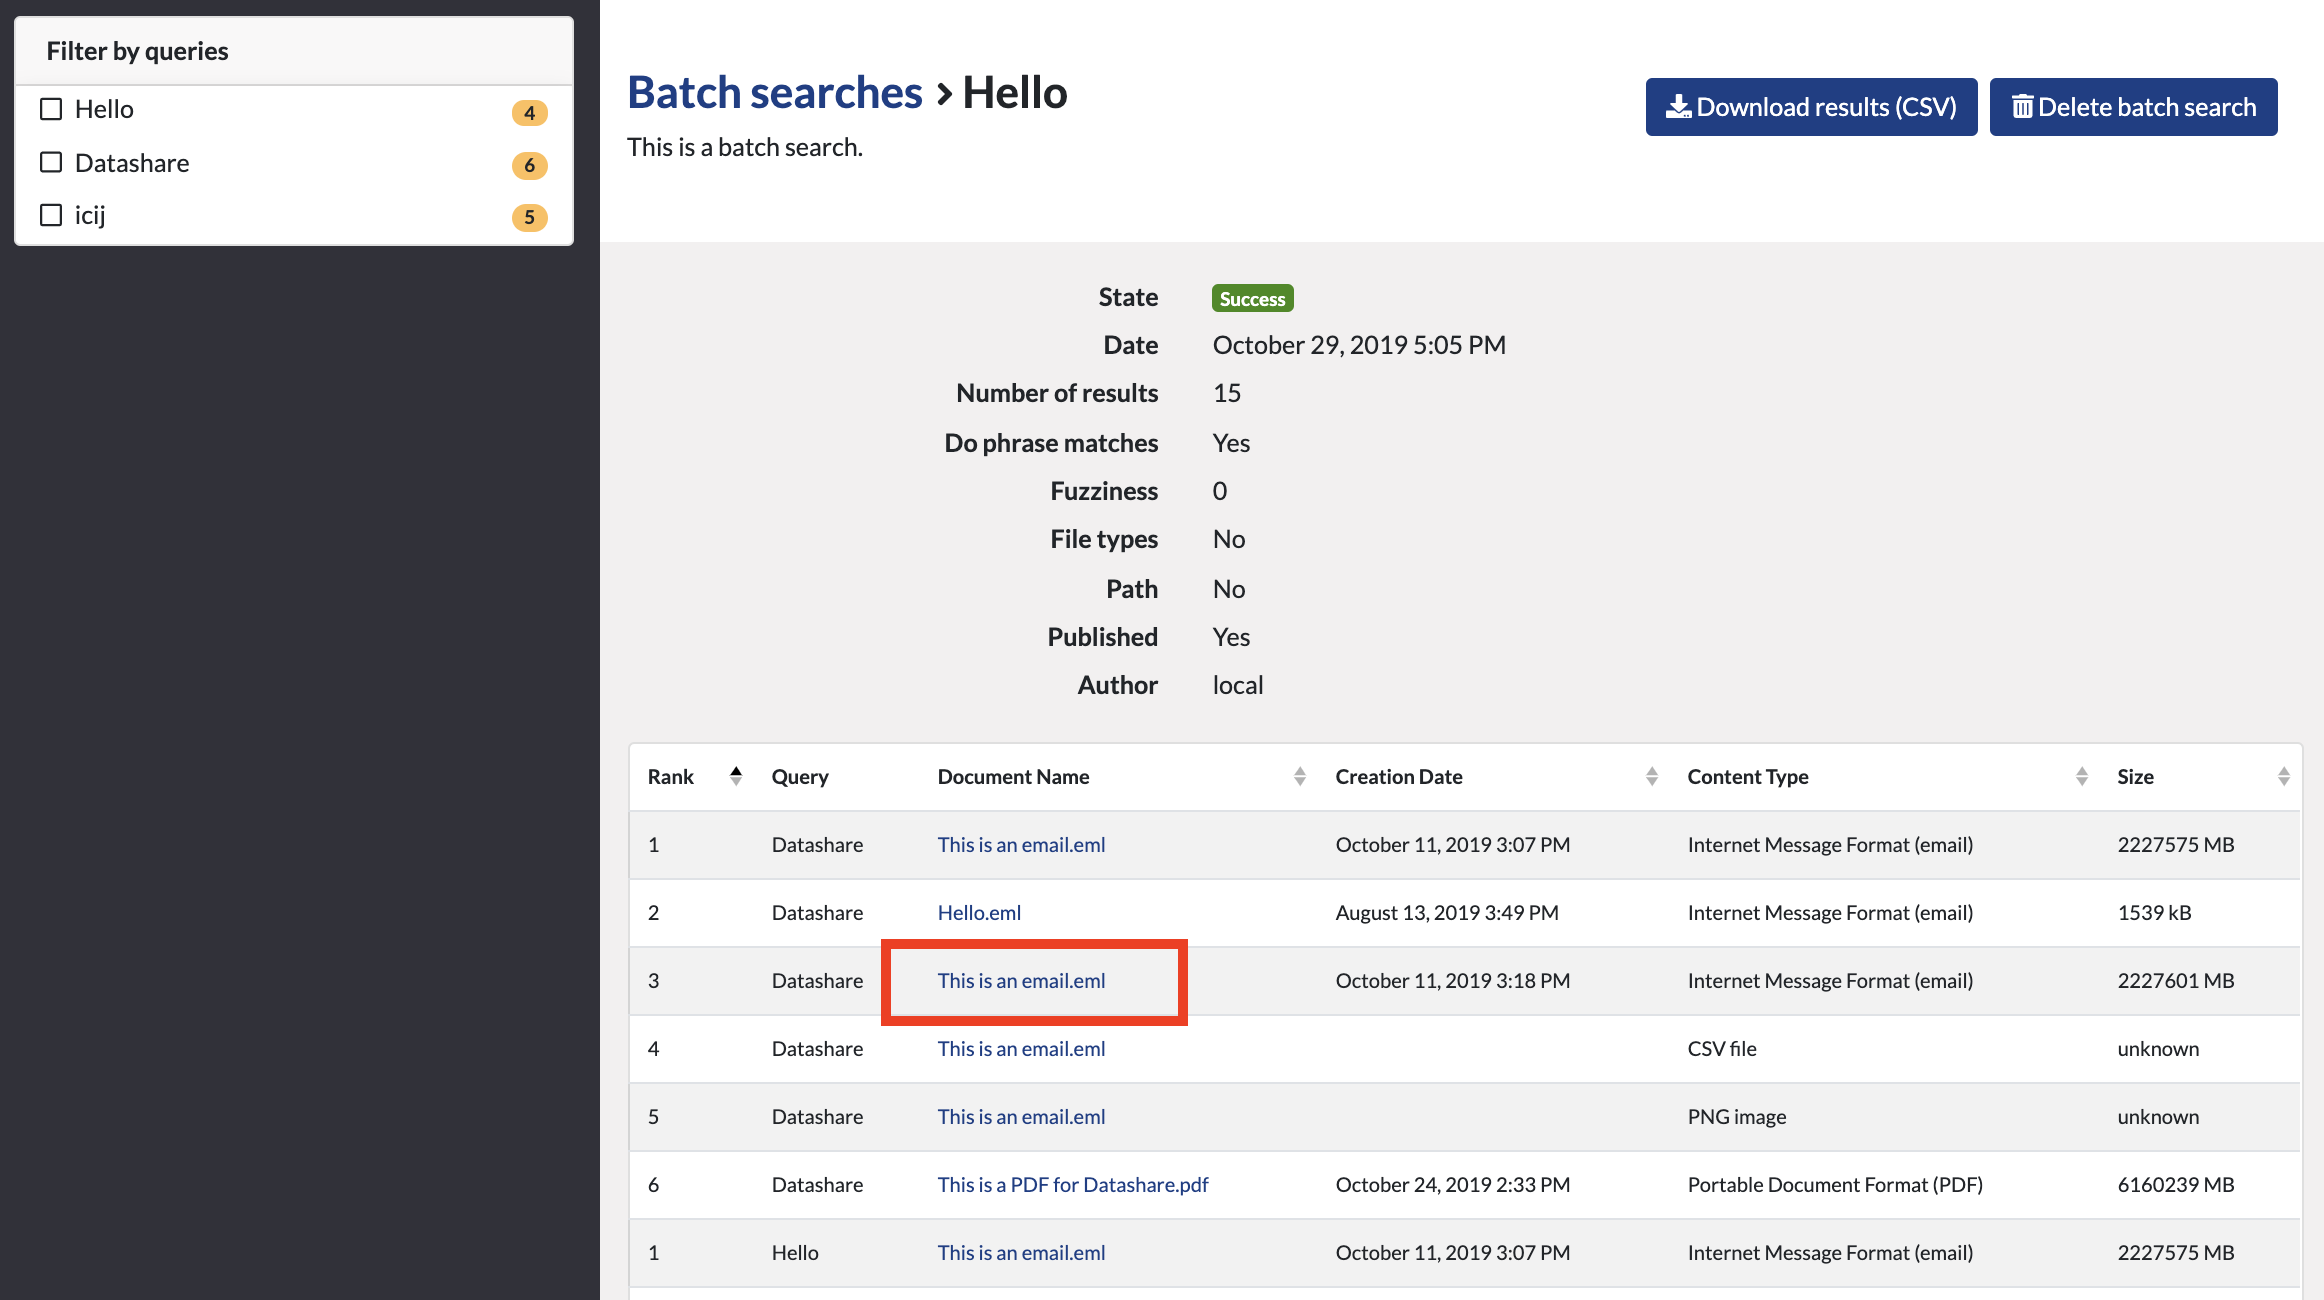 Filter by queries
Hello 4
Datashare 6
icij 5
Batch searches › Hello
This is a batch search.
Download results (CSV)
Delete batch search
State Success
Date October 29, 2019 5:05 PM
Number of results 15
Do phrase matches Yes
Fuzziness 0
File types No
Path No
Published Yes
Author local
Rank Query Document Name Creation Date Content Type Size
1 Datashare This is an email.eml October 11, 2019 3:07 PM Internet Message Format (email) 2227575 MB
2 Datashare Hello.eml August 13, 2019 3:49 PM Internet Message Format (email) 1539 kB
3 Datashare This is an email.eml October 11, 2019 3:18 PM Internet Message Format (email) 2227601 MB
4 Datashare This is an email.eml CSV file unknown
5 Datashare This is an email.eml PNG image unknown
6 Datashare This is a PDF for Datashare.pdf October 24, 2019 2:33 PM Portable Document Format (PDF) 6160239 MB
1 Hello This is an email.eml October 11, 2019 3:07 PM Internet Message Format (email) 2227575 MB